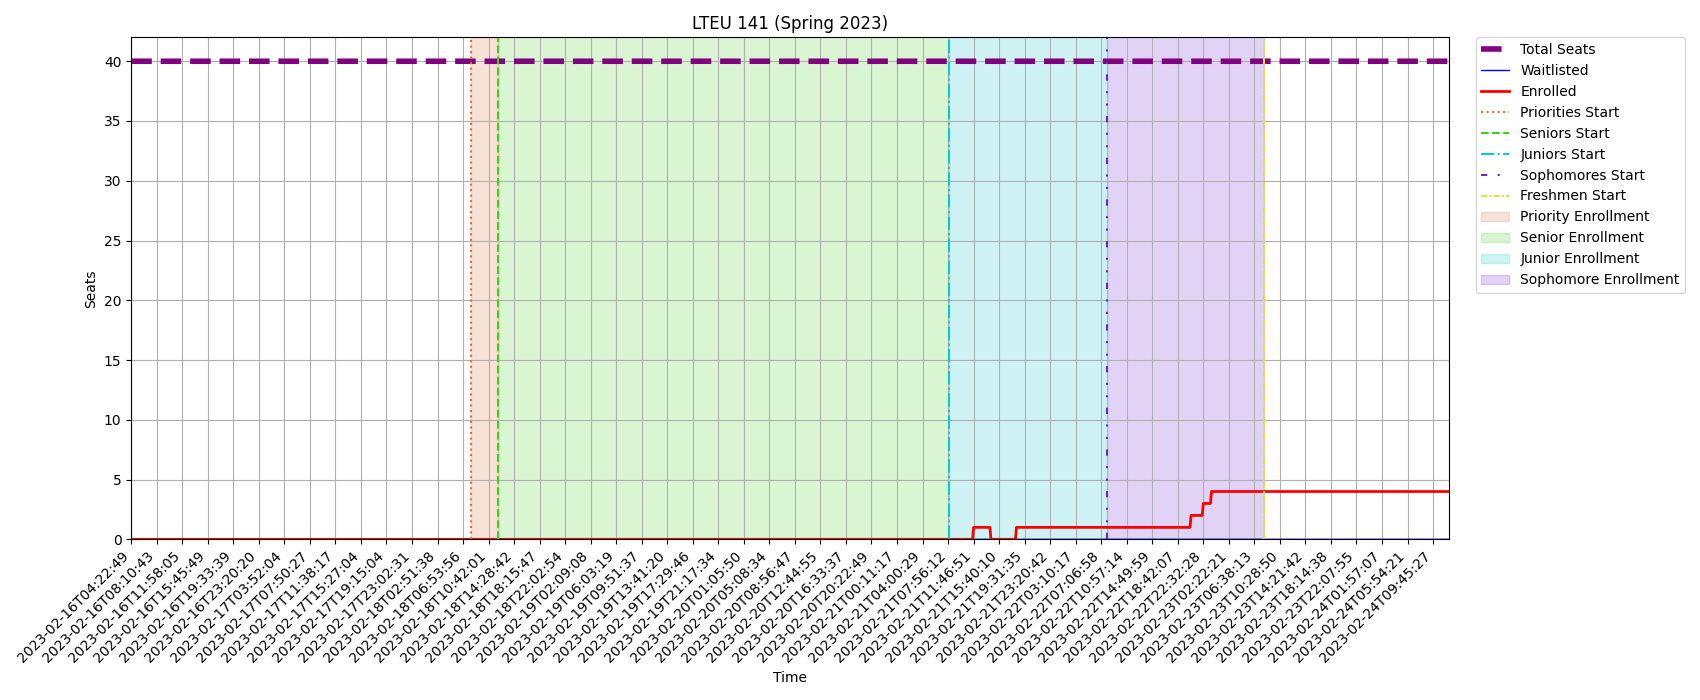 LTEU 141 (Spring 2023)
Seats
40
35
30
25
20
15
10
5
0
2023-02-16T04:22:49
2023-02-16T08:10:43
2023-02-16T11:58:05
2023-02-16T15:45:49
2023-02-16T19:33:39
2023-02-16T23:20:20
2023-02-17T03:52:04
2023-02-17T07:50:27
2023-02-17T11:38:17
2023-02-17T15:27:04
2023-02-17T19:15:04
2023-02-17T23:02:31
2023-02-18T02:51:38
2023-02-18T06:53:56
2023-02-18T10:42:01
2023-02-18T14:28:42
2023-02-18T18:15:47
2023-02-18T22:02:54
2023-02-19T02:09:08
2023-02-19T06:03:19
2023-02-19T09:51:37
2023-02-19T13:41:20
2023-02-19T17:29:46
2023-02-19T21:17:34
2023-02-20T01:05:50
2023-02-20T05:08:34
2023-02-20T08:56:47
2023-02-20T12:44:55
2023-02-20T16:33:37
2023-02-20T20:22:49
2023-02-21T00:11:17
2023-02-21T04:00:29
2023-02-21T07:56:12
2023-02-21T11:46:51
2023-02-21T15:40:10
2023-02-21T19:31:35
2023-02-21T23:20:42
2023-02-22T03:10:17
2023-02-22T07:06:58
2023-02-22T10:57:14
2023-02-22T14:49:59
2023-02-22T18:42:07
2023-02-22T22:32:28
2023-02-23T02:22:21
2023-02-23T06:38:13
2023-02-23T10:28:50
2023-02-23T14:21:42
2023-02-23T18:14:38
2023-02-23T22:07:55
2023-02-24T01:57:07
2023-02-24T05:54:21
2023-02-24T09:45:27
Time
Total Seats
Waitlisted
Enrolled
Priorities Start
Seniors Start
Juniors Start
Sophomores Start
Freshmen Start
Priority Enrollment
Senior Enrollment
Junior Enrollment
Sophomore Enrollment